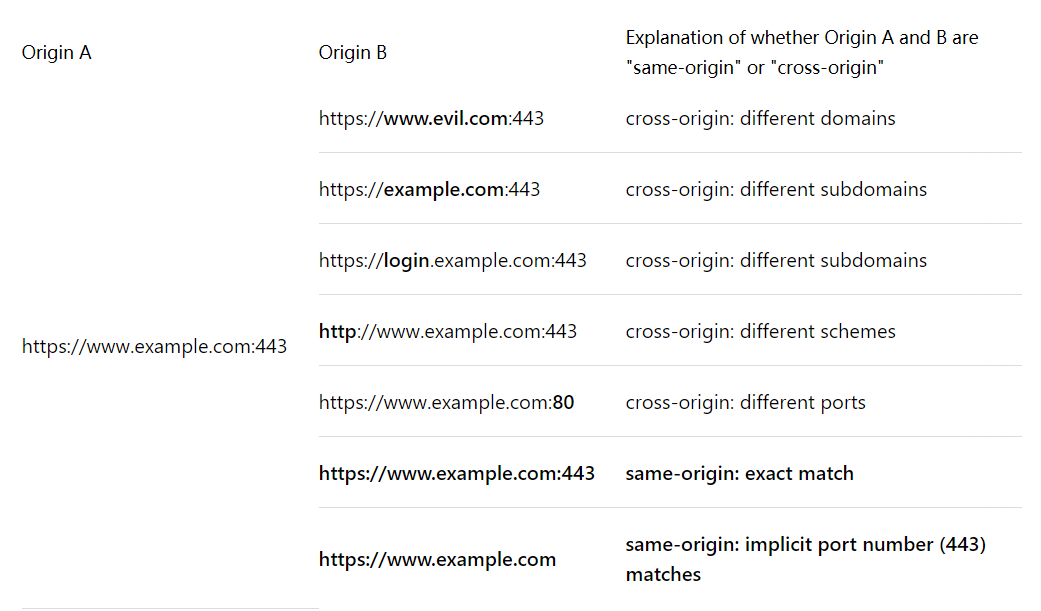 Origin A
Origin B
Explanation of whether Origin A and B are
"same-origin" or "cross-origin"
https://www.example.com:443
https://www.evil.com:443
cross-origin: different domains
https://example.com:443
cross-origin: different subdomains
https://login.example.com:443
cross-origin: different subdomains
http://www.example.com:443
cross-origin: different schemes
https://www.example.com:80
cross-origin: different ports
https://www.example.com:443
same-origin: exact match
https://www.example.com
same-origin: implicit port number (443)
matches